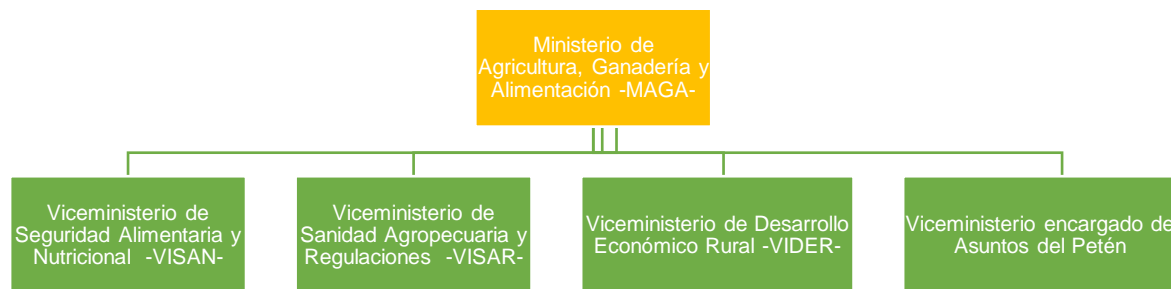 Ministerio de
Agricultura, Ganadería y
Alimentación -MAGA-
Viceministerio de
Seguridad Alimentaria y
Nutricional -VISAN-
Viceministerio de
Sanidad Agropecuaria y
Regulaciones -VISAR-
Viceministerio de Desarrollo
Económico Rural -VIDER-
Viceministerio encargado de
Asuntos del Petén